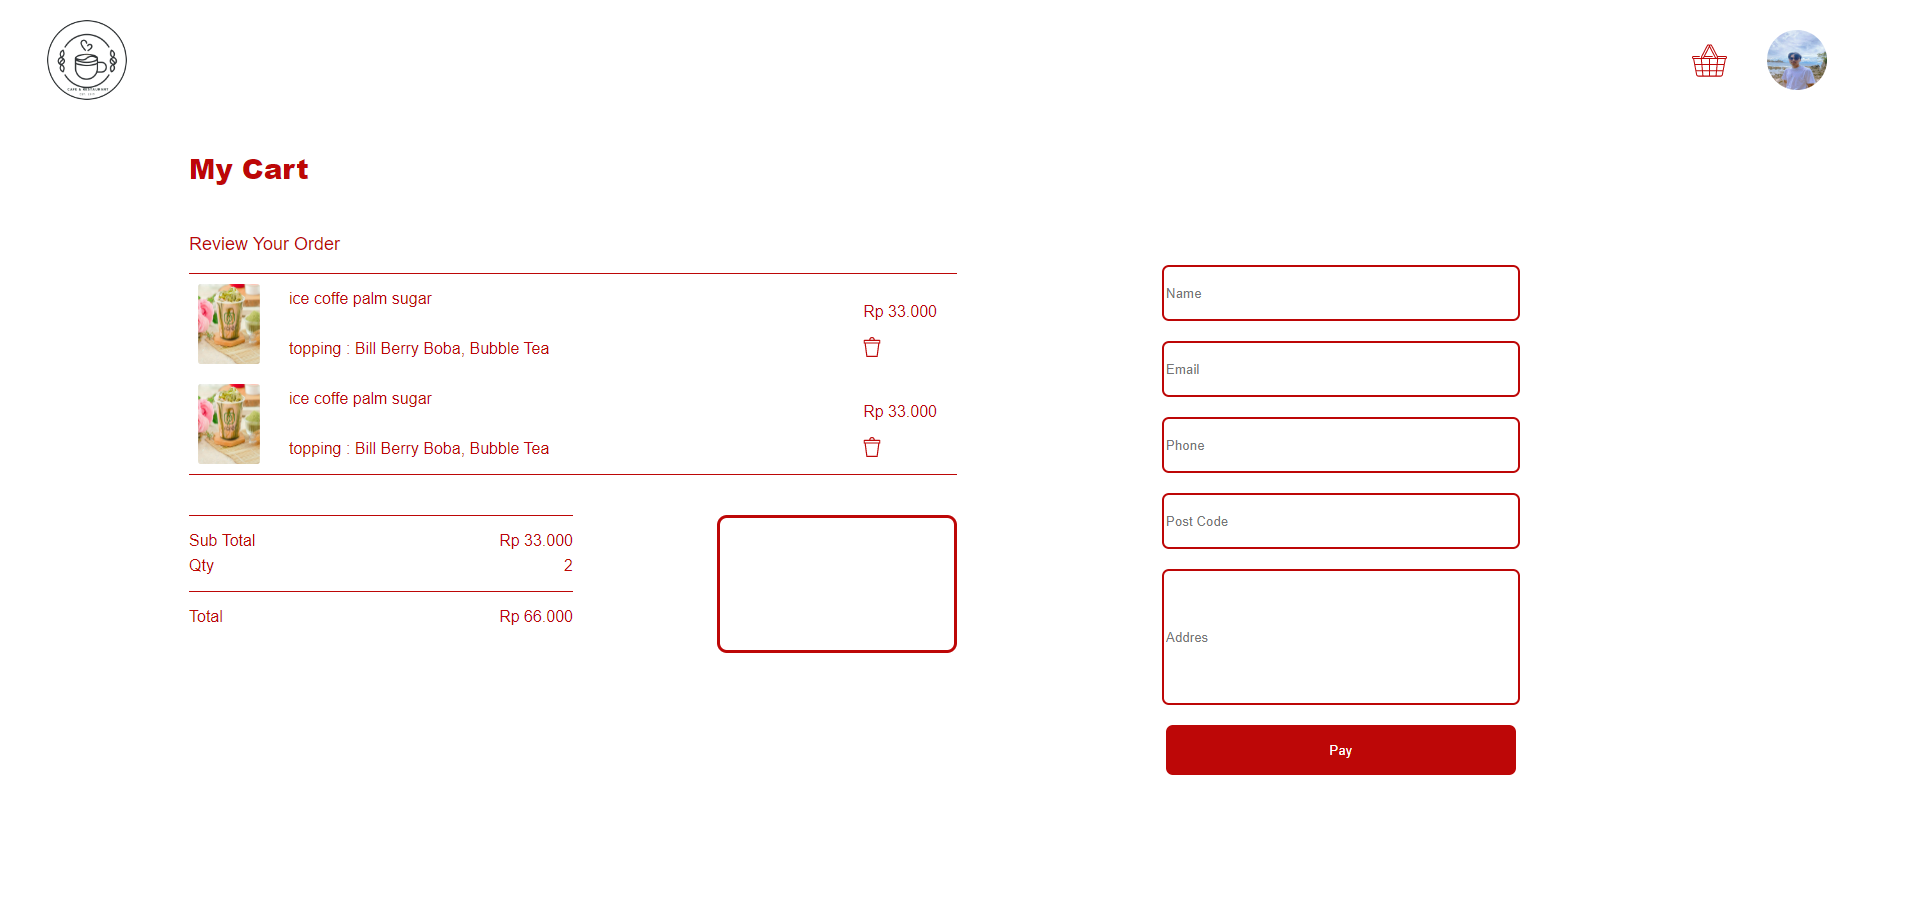 CAFE & RESTAURANT
My Cart
Review Your Order
ice coffe palm sugar
Rp 33.000
topping : Bill Berry Boba, Bubble Tea
ice coffe palm sugar
Rp 33.000
topping : Bill Berry Boba, Bubble Tea
Sub Total Rp 33.000
Qty 2
Total Rp 66.000
Name
Email
Phone
Post Code
Addres
Pay